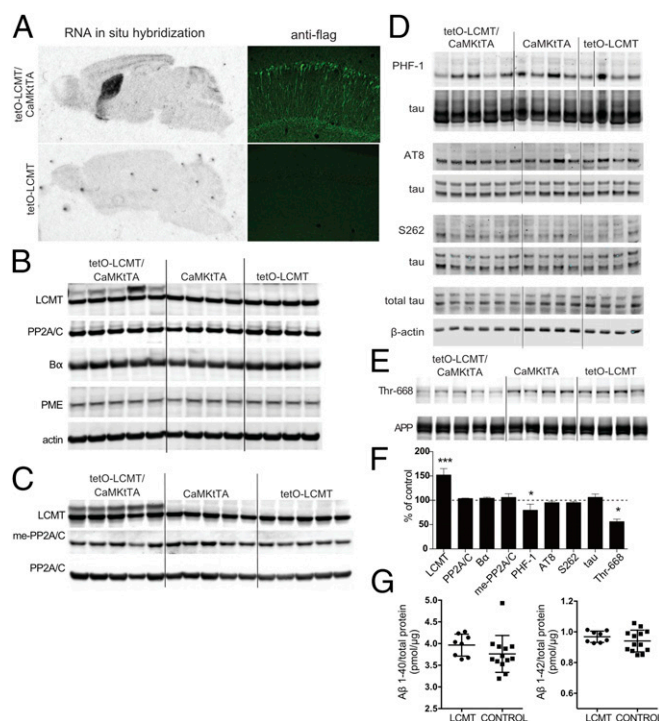 A
RNA in situ hybridization
anti-flag
tetO-LCMT/
CaMKtTA
tetO-LCMT
B
tetO-LCMT/
CaMKtTA
CaMKtTA
tetO-LCMT
LCMT
PP2A/C
Bα
PME
actin
C
tetO-LCMT/
CaMKtTA
CaMKtTA
tetO-LCMT
LCMT
me-PP2A/C
PP2A/C
D
tetO-LCMT/
CaMKtTA
CaMKtTA
tetO-LCMT
PHF-1
tau
AT8
tau
S262
tau
total tau
β-actin
E
tetO-LCMT/
CaMKtTA
CaMKtTA
tetO-LCMT
Thr-668
APP
F
% of control
200
150
100
50
0
***
*
*
LCMT
PP2A/C
Bα
me-PP2A/C
PHF-1
AT8
S262
tau
Thr-668
G
Aβ 1-40/total protein
(pmol/μg)
5.0
4.5
4.0
3.5
3.0
LCMT CONTROL
Aβ 1-42/total protein
(pmol/μg)
1.2
1.0
0.8
LCMT CONTROL